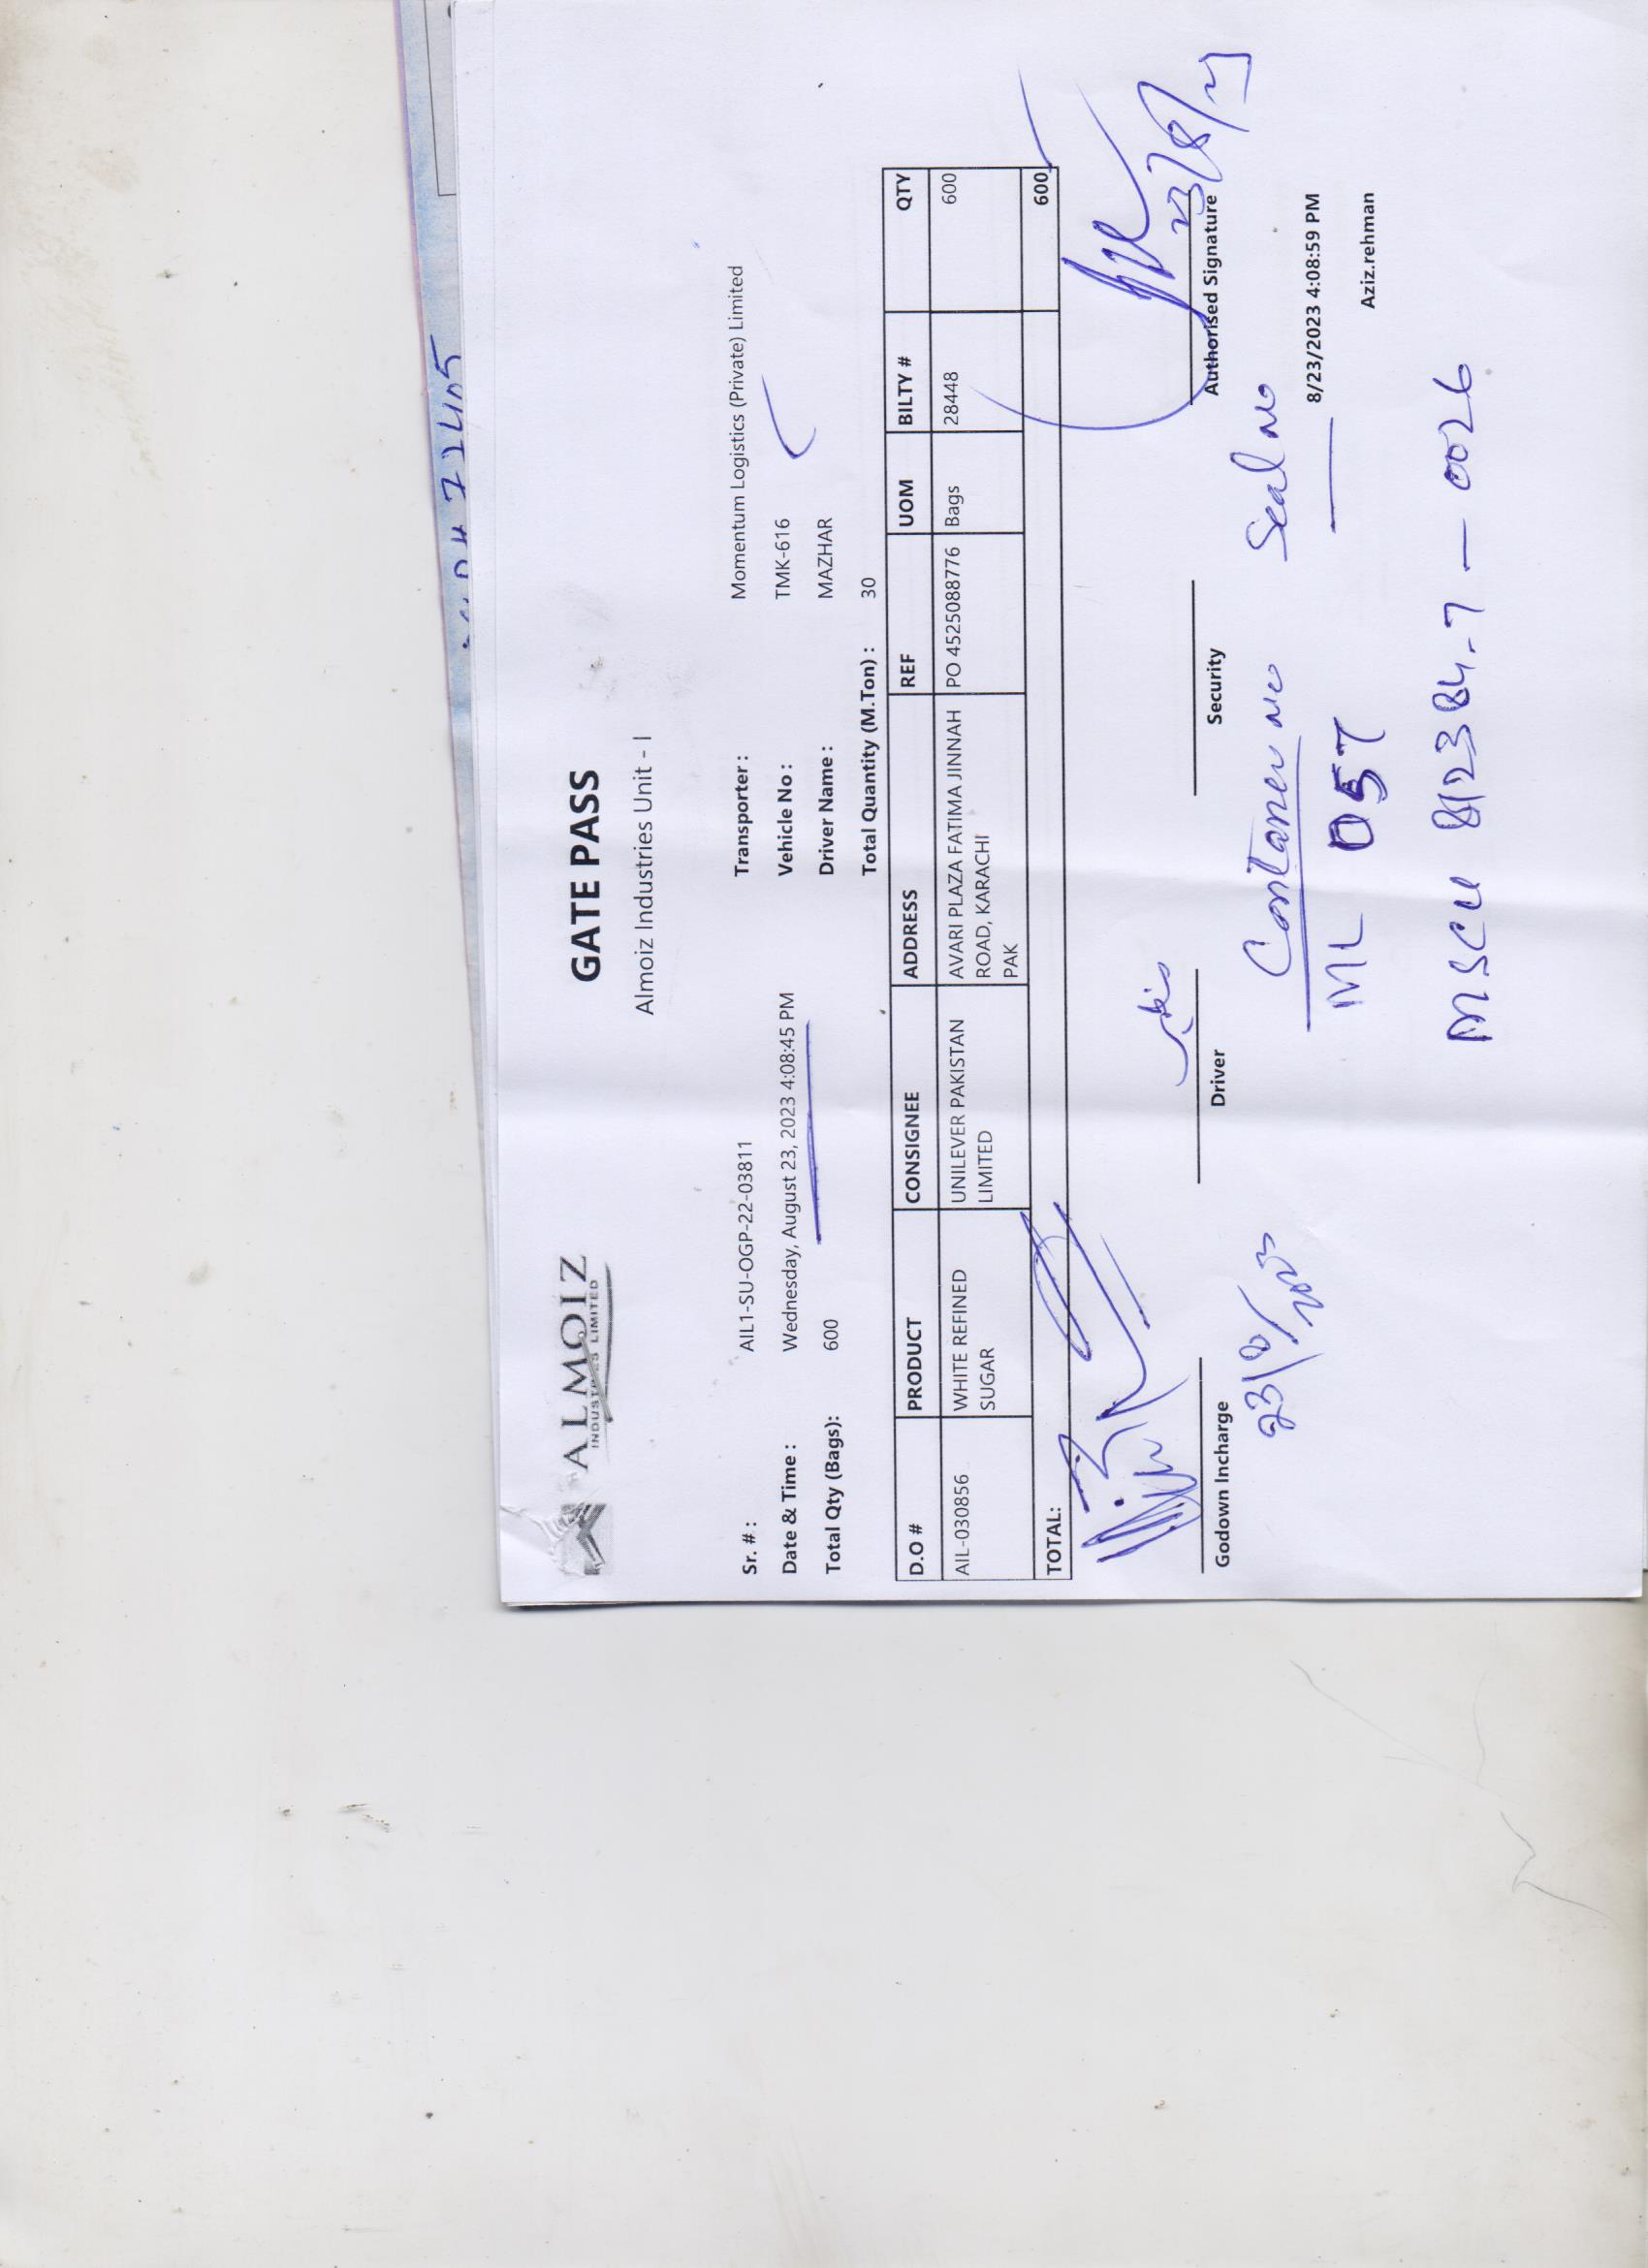 ALMOIZ
INDUSTRIES LIMITED
GATE PASS
Almoiz Industries Unit - I
Sr. # : AIL1-SU-OGP-22-03811 Transporter : Momentum Logistics (Private) Limited
Date & Time : Wednesday, August 23, 2023 4:08:45 PM Vehicle No : TMK-616
Total Qty (Bags): 600 Driver Name : MAZHAR
Total Quantity (M.Ton) : 30
D.O # PRODUCT CONSIGNEE ADDRESS REF UOM BILTY # QTY
AIL-030856 WHITE REFINED UNILEVER PAKISTAN AVARI PLAZA FATIMA JINNAH PO 4525088776 Bags 28448 600
SUGAR LIMITED ROAD, KARACHI
PAK
TOTAL: 600
23/8/23
Godown Incharge Driver Security Authorised Signature
23/8/2023
Container no Seal no
8/23/2023 4:08:59 PM
ML 057
Aziz.rehman
MSCU 812384-7 — 0026